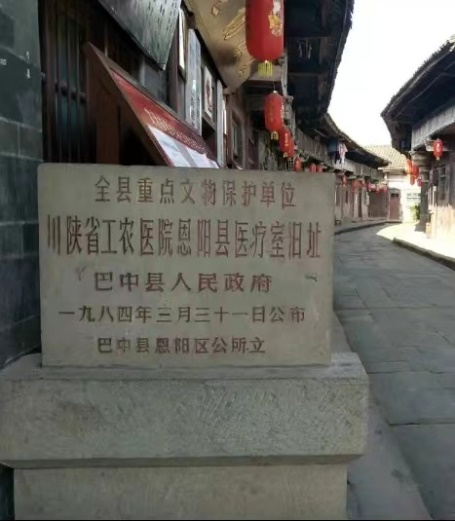 全县重点文物保护单位
川陕省工农医院恩阳县医疗室旧址
巴中县人民政府
一九八四年三月三十一日公布
巴中县恩阳区公所立